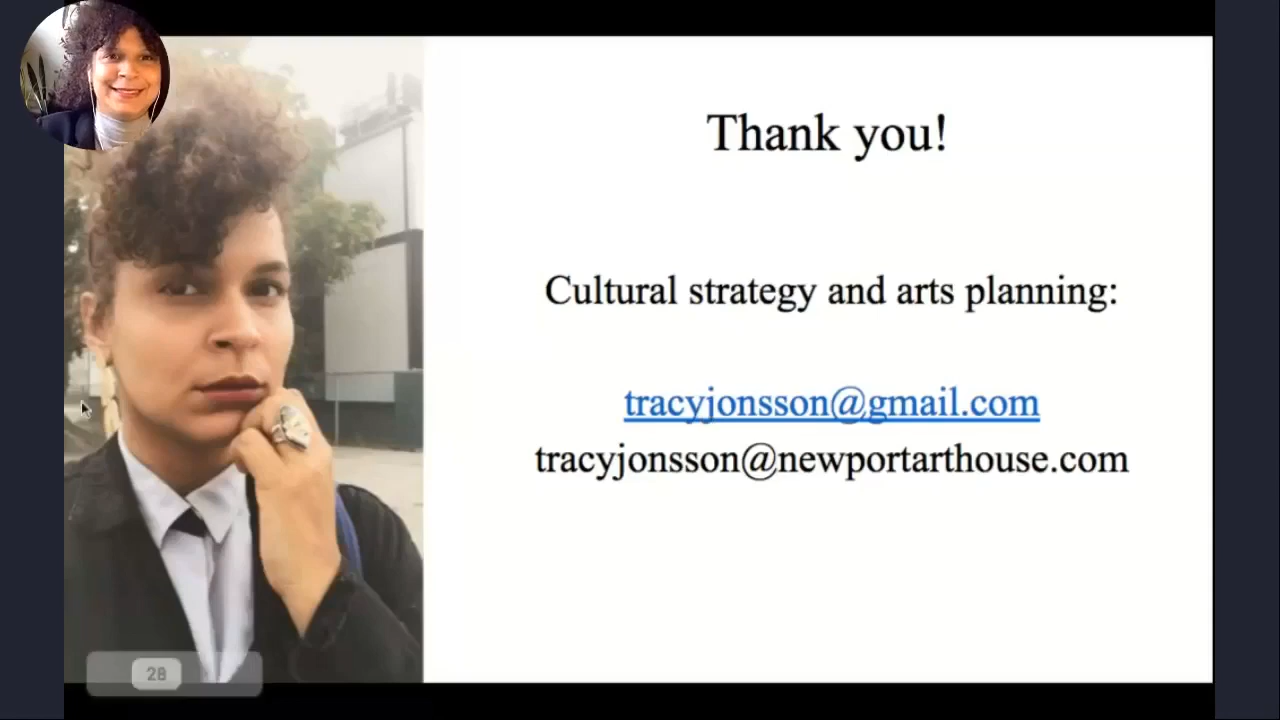 Thank you!
Cultural strategy and arts planning:
tracyjonsson@gmail.com
tracyjonsson@newportarthouse.com
28